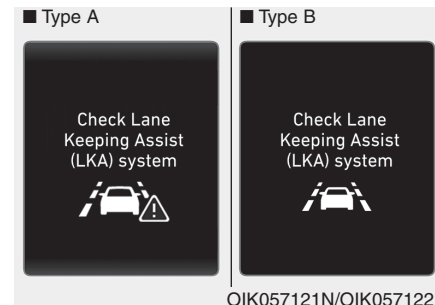 ■ Type A
■ Type B
Check Lane
Keeping Assist
(LKA) system
Check Lane
Keeping Assist
(LKA) system
OIK057121N/OIK057122